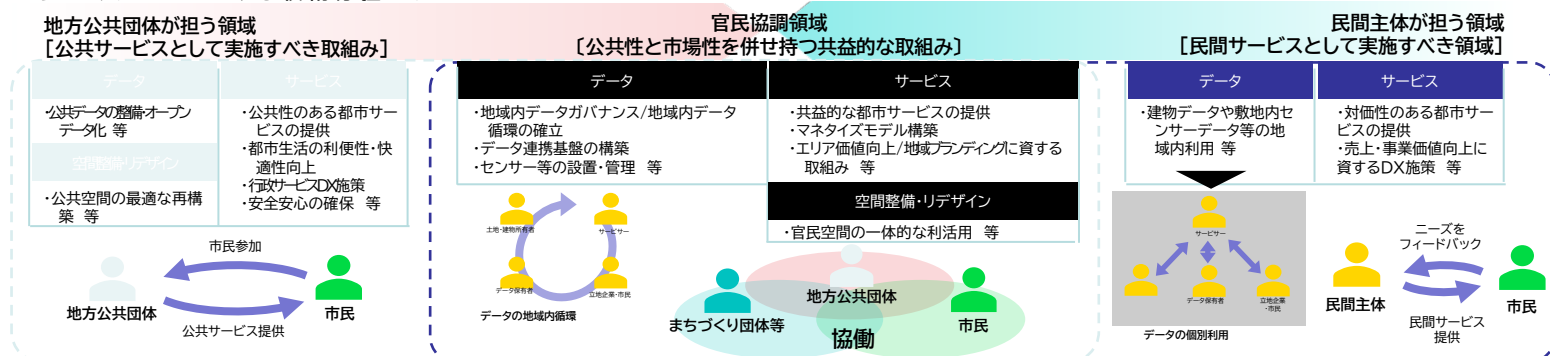 地方公共団体が担う領域
[公共サービスとして実施すべき取組み]
データ
・公共データの整備・オープン
データ化 等
空間整備・リデザイン
・公共空間の最適な再構
築 等
サービス
・公共性のある都市サー
ビスの提供
・都市生活の利便性・快
適性向上
・行政サービスDX施策
・安全安心の確保 等
市民参加
地方公共団体
市民
公共サービス提供
官民協調領域
〔公共性と市場性を併せ持つ共益的な取組み〕
データ
・地域内データガバナンス/地域内データ
循環の確立
・データ連携基盤の構築
・センサー等の設置・管理 等
サービス
・共益的な都市サービスの提供
・マネタイズモデル構築
・エリア価値向上/地域ブランディングに資する
取組み 等
空間整備・リデザイン
・官民空間の一体的な利活用 等
土地・建物所有者
サービサー
データ保有者
立地企業・市民
データの地域内循環
地方公共団体
まちづくり団体等
市民
協働
民間主体が担う領域
[民間サービスとして実施すべき領域]
データ
・建物データや敷地内セ
ンサーデータ等の地
域内利用 等
サービス
・対価性のある都市サー
ビスの提供
・売上・事業価値向上に
資するDX施策 等
サービサー
データ保有者
立地企業
・市民
データの個別利用
ニーズを
フィードバック
民間主体
市民
民間サービス
提供